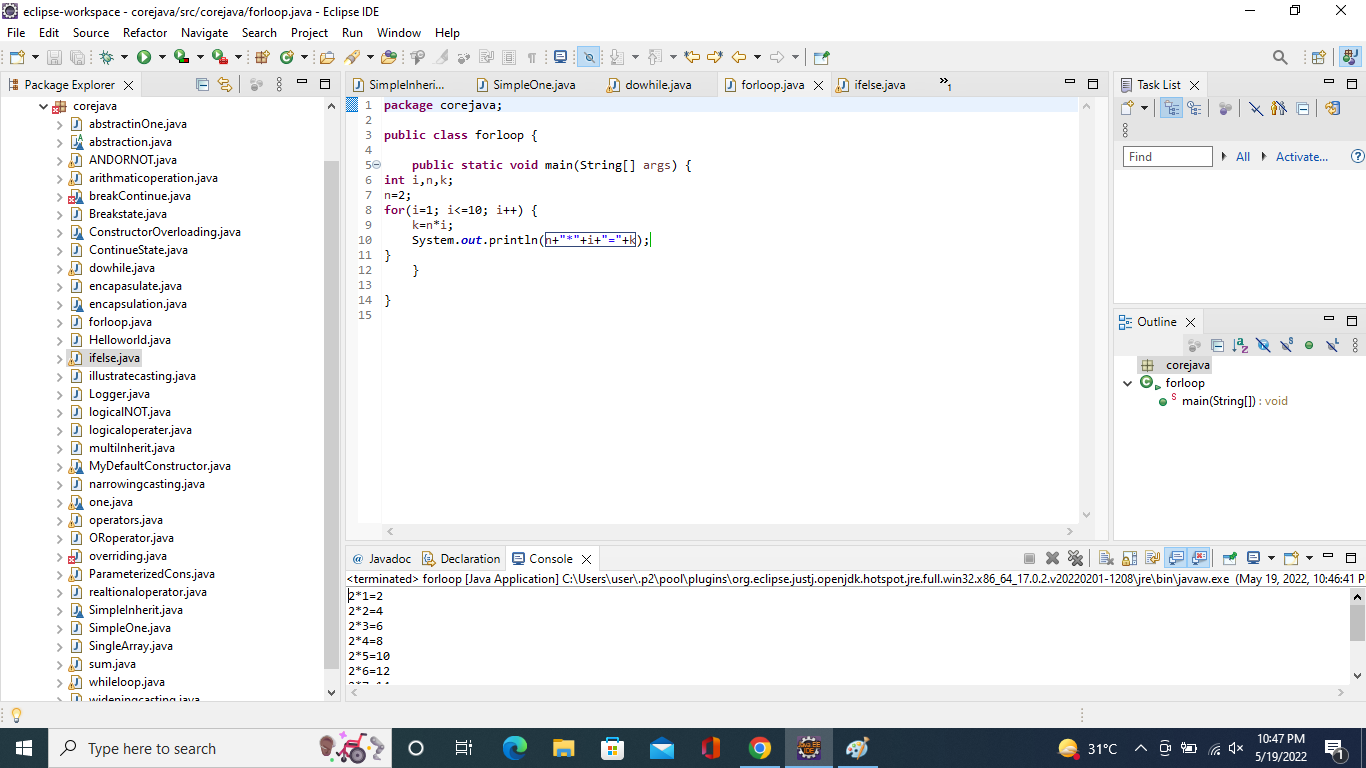 eclipse-workspace - corejava/src/corejava/forloop.java - Eclipse IDE
File Edit Source Refactor Navigate Search Project Run Window Help
Package Explorer
corejava
abstractinOne.java
abstraction.java
ANDORNOT.java
arithmaticoperation.java
breakContinue.java
Breakstate.java
ConstructorOverloading.java
ContinueState.java
dowhile.java
encapasulate.java
encapsulation.java
forloop.java
Helloworld.java
ifelse.java
illustratecasting.java
Logger.java
logicalNOT.java
logicaloperater.java
multiInherit.java
MyDefaultConstructor.java
narrowingcasting.java
one.java
operators.java
ORoperator.java
overriding.java
ParameterizedCons.java
realtionaloperator.java
SimpleInherit.java
SimpleOne.java
SingleArray.java
sum.java
whileloop.java
wideningcasting.java
SimpleInheri... SimpleOne.java dowhile.java forloop.java ifelse.java »1
1 package corejava;
2
3 public class forloop {
4
5 public static void main(String[] args) {
6 int i,n,k;
7 n=2;
8 for(i=1; i<=10; i++) {
9 k=n*i;
10 System.out.println(n+"*"+i+"="+k);
11 }
12 }
13
14 }
15
Task List
Find All Activate...
Outline
corejava
forloop
main(String[]) : void
@ Javadoc Declaration Console
<terminated> forloop [Java Application] C:\Users\user\.p2\pool\plugins\org.eclipse.justj.openjdk.hotspot.jre.full.win32.x86_64_17.0.2.v20220201-1208\jre\bin\javaw.exe (May 19, 2022, 10:46:41 P
2*1=2
2*2=4
2*3=6
2*4=8
2*5=10
2*6=12
2*7=14
Type here to search
31°C
10:47 PM
5/19/2022
1